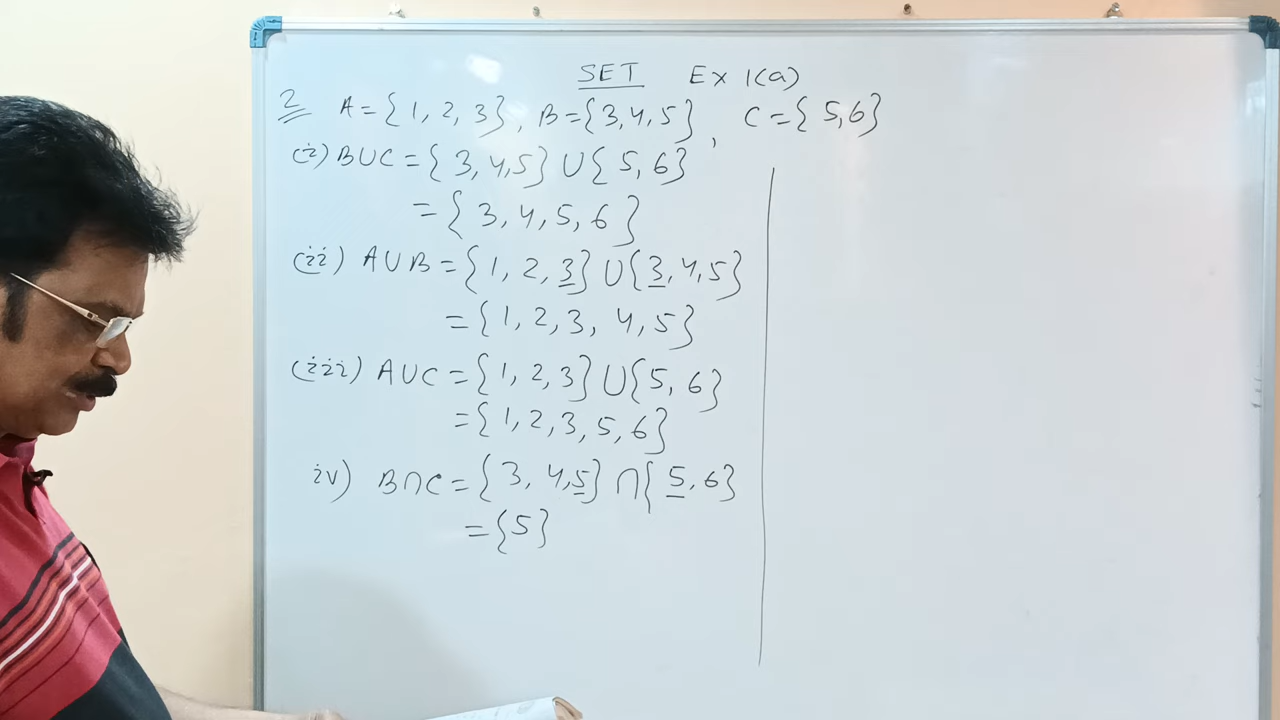 SET Ex 1(a)
2 A={1, 2, 3}, B={3,4,5}, C={5,6}
(i) B∪C={3,4,5}∪{5,6}
={3,4,5,6}
(ii) A∪B={1,2,3}∪{3,4,5}
={1,2,3,4,5}
(iii) A∪C={1,2,3}∪{5,6}
={1,2,3,5,6}
iv) B∩C={3,4,5}∩{5,6}
={5}